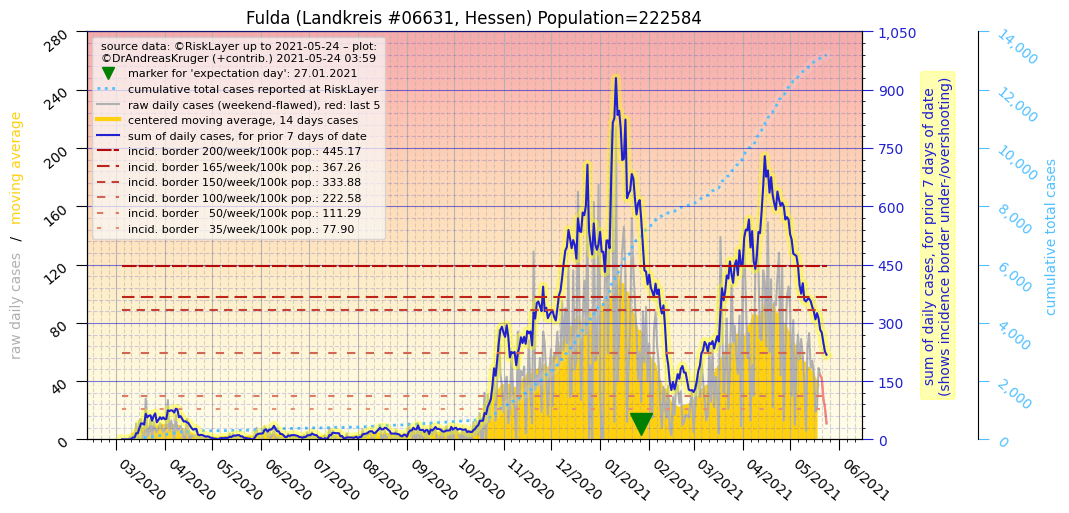 Fulda (Landkreis #06631, Hessen) Population=222584
source data: ©RiskLayer up to 2021-05-24 – plot:
©DrAndreasKruger (+contrib.) 2021-05-24 03:59
marker for 'expectation day': 27.01.2021
cumulative total cases reported at RiskLayer
raw daily cases (weekend-flawed), red: last 5
centered moving average, 14 days cases
sum of daily cases, for prior 7 days of date
incid. border 200/week/100k pop.: 445.17
incid. border 165/week/100k pop.: 367.26
incid. border 150/week/100k pop.: 333.88
incid. border 100/week/100k pop.: 222.58
incid. border   50/week/100k pop.: 111.29
incid. border   35/week/100k pop.: 77.90
raw daily cases / moving average
280
240
200
160
120
80
40
0
03/2020
04/2020
05/2020
06/2020
07/2020
08/2020
09/2020
10/2020
11/2020
12/2020
01/2021
02/2021
03/2021
04/2021
05/2021
06/2021
1,050
900
750
600
450
300
150
0
sum of daily cases, for prior 7 days of date
(shows incidence border under-/overshooting)
14,000
12,000
10,000
8,000
6,000
4,000
2,000
0
cumulative total cases